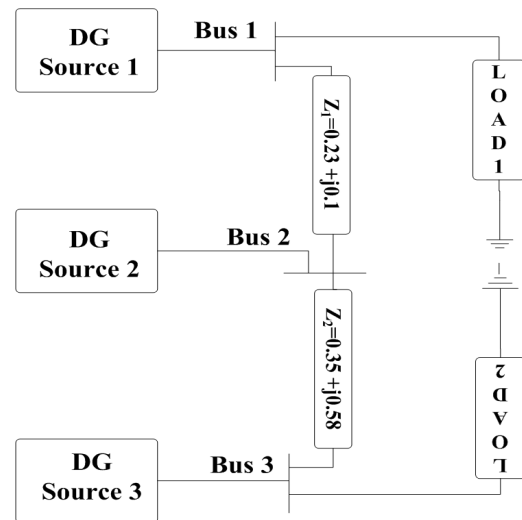 DG
Source 1
Bus 1
LOAD1
Z₁=0.23 +j0.1
DG
Source 2
Bus 2
Z₂=0.35 +j0.58
LOAD 2
DG
Source 3
Bus 3